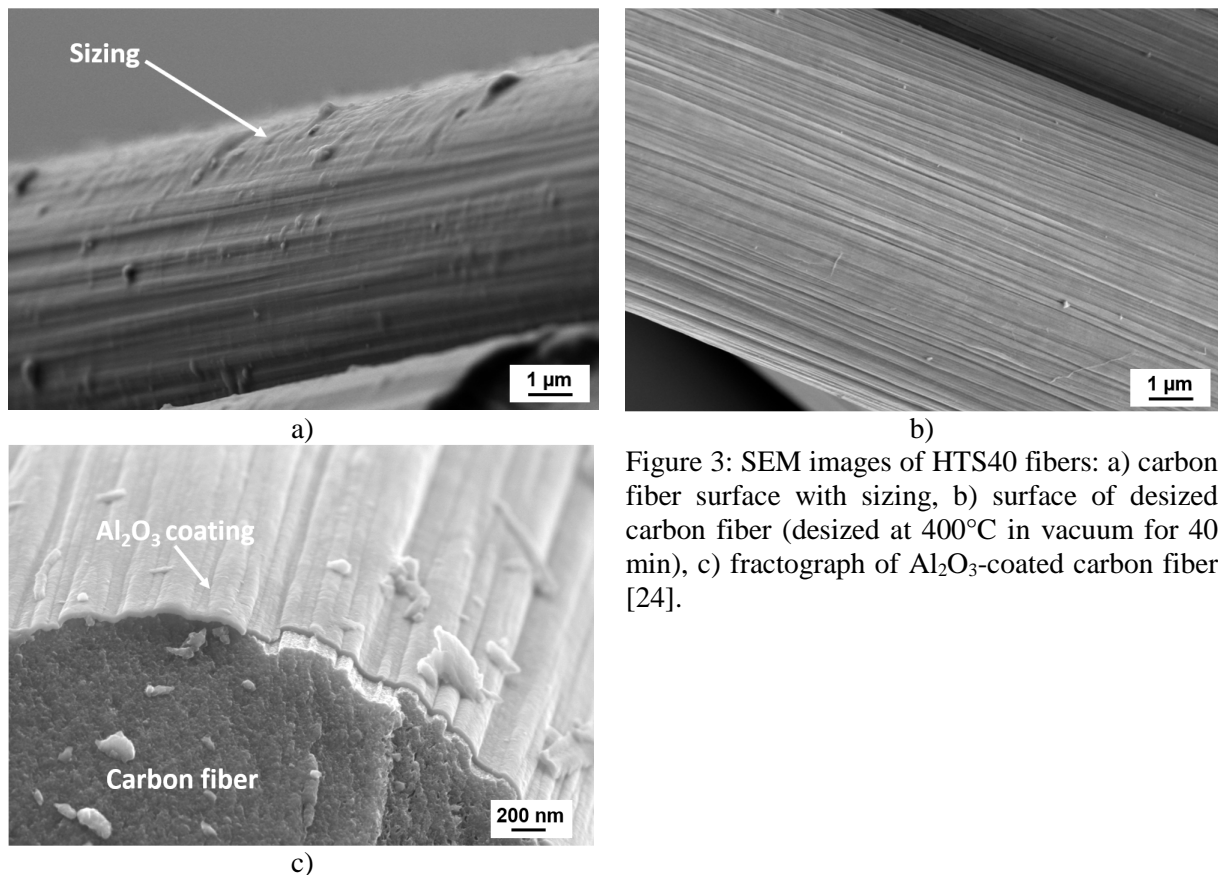 Sizing
1 µm
a)
1 µm
b)
Al₂O₃ coating
Carbon fiber
200 nm
c)
Figure 3: SEM images of HTS40 fibers: a) carbon
fiber surface with sizing, b) surface of desized
carbon fiber (desized at 400°C in vacuum for 40
min), c) fractograph of Al₂O₃-coated carbon fiber
[24].